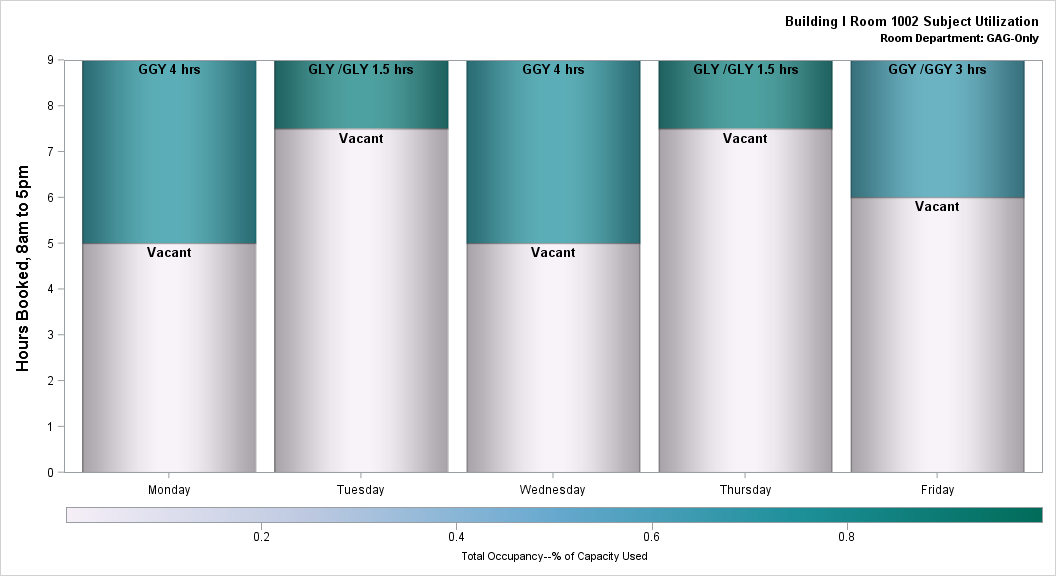 Building I Room 1002 Subject Utilization
Room Department: GAG-Only
Hours Booked, 8am to 5pm
9
8
7
6
5
4
3
2
1
0
GGY 4 hrs
GLY /GLY 1.5 hrs
GGY 4 hrs
GLY /GLY 1.5 hrs
GGY /GGY 3 hrs
Vacant
Vacant
Vacant
Vacant
Vacant
Monday
Tuesday
Wednesday
Thursday
Friday
0.2
0.4
0.6
0.8
Total Occupancy--% of Capacity Used